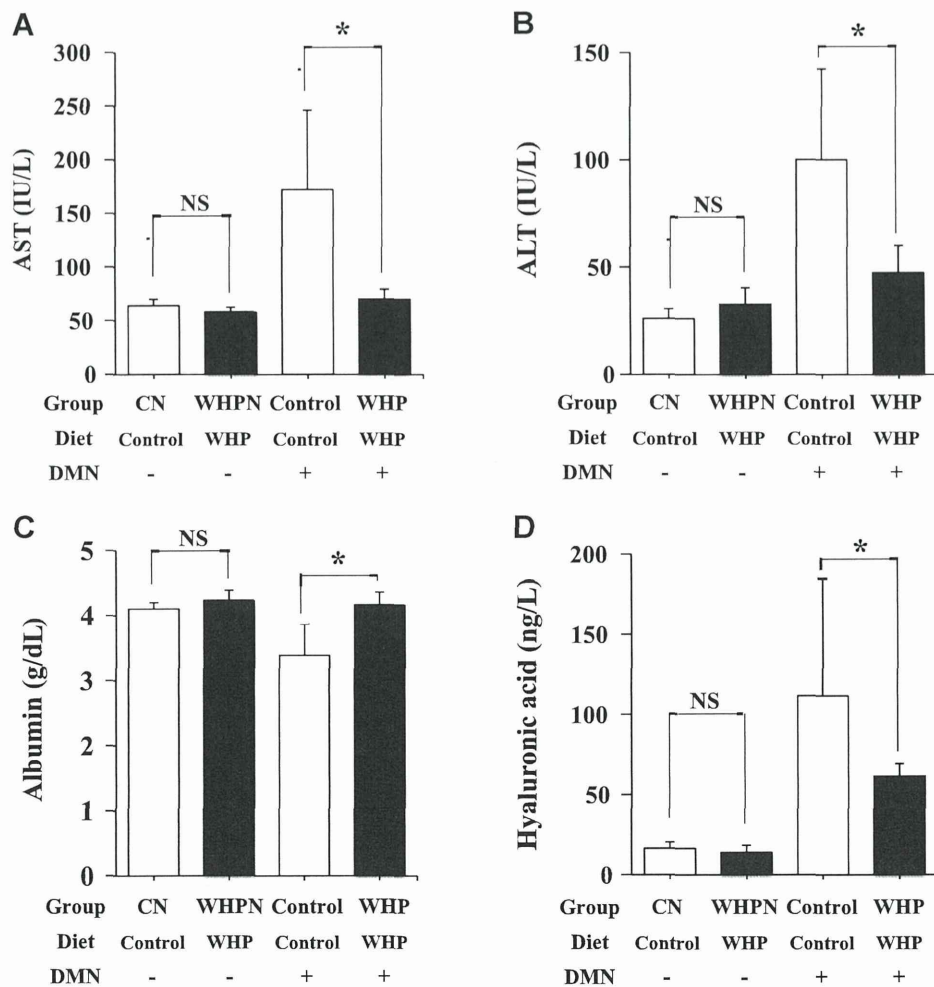 A
AST (IU/L)
300
250
200
150
100
50
0
NS
*
Group CN WHPN Control WHP
Diet Control WHP Control WHP
DMN - - + +
B
ALT (IU/L)
150
100
50
0
NS
*
Group CN WHPN Control WHP
Diet Control WHP Control WHP
DMN - - + +
C
Albumin (g/dL)
5
4
3
2
1
0
NS
*
Group CN WHPN Control WHP
Diet Control WHP Control WHP
DMN - - + +
D
Hyaluronic acid (ng/L)
200
150
100
50
0
NS
*
Group CN WHPN Control WHP
Diet Control WHP Control WHP
DMN - - + +